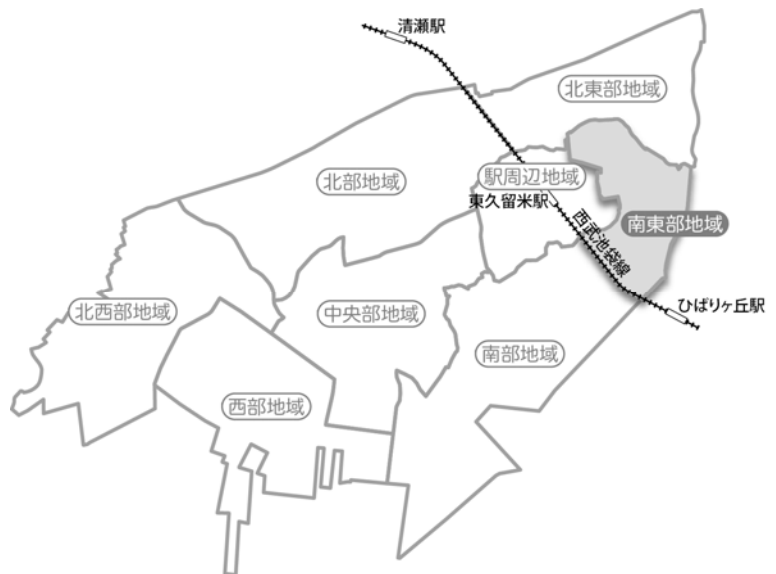 清瀬駅
北東部地域
北部地域
駅周辺地域
東久留米駅
南東部地域
西武池袋線
北西部地域
中央部地域
ひばりヶ丘駅
南部地域
西部地域